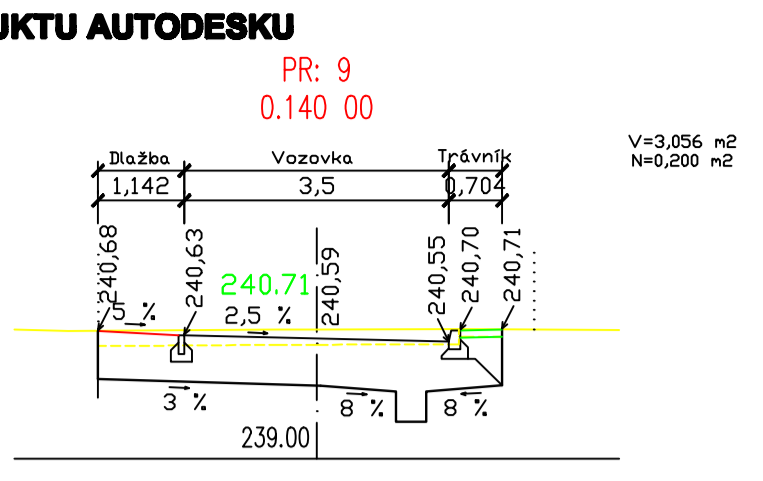 UKTU AUTODESKU
PR: 9
0.140 00
V=3,056 m2
N=0,200 m2
Dlažba Vozovka Trávník
1,142 3,5 0,704
240,68 240,63 240.71 240,59 240,55 240,70 240,71
5 % 2,5 %
3 % 8 % 8 %
239.00